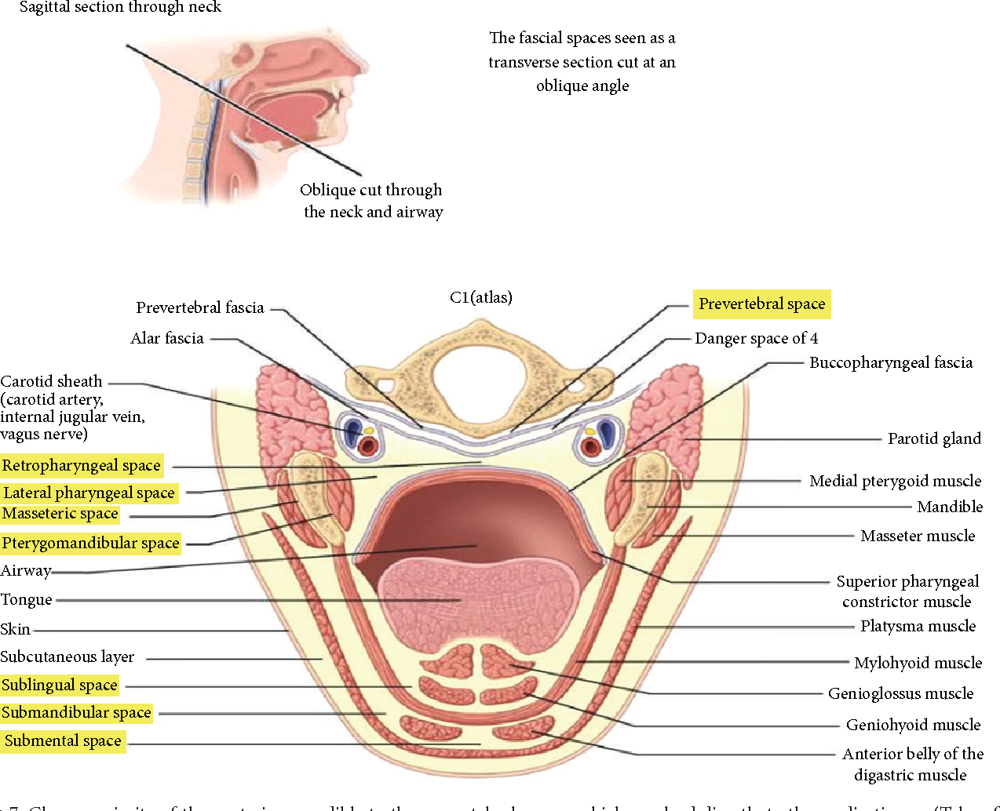 Sagittal section through neck
The fascial spaces seen as a
transverse section cut at an
oblique angle
Oblique cut through
the neck and airway
C1(atlas)
Prevertebral fascia
Alar fascia
Carotid sheath
(carotid artery,
internal jugular vein,
vagus nerve)
Retropharyngeal space
Lateral pharyngeal space
Masseteric space
Pterygomandibular space
Airway
Tongue
Skin
Subcutaneous layer
Sublingual space
Submandibular space
Submental space
Prevertebral space
Danger space of 4
Buccopharyngeal fascia
Parotid gland
Medial pterygoid muscle
Mandible
Masseter muscle
Superior pharyngeal
constrictor muscle
Platysma muscle
Mylohyoid muscle
Genioglossus muscle
Geniohyoid muscle
Anterior belly of the
digastric muscle